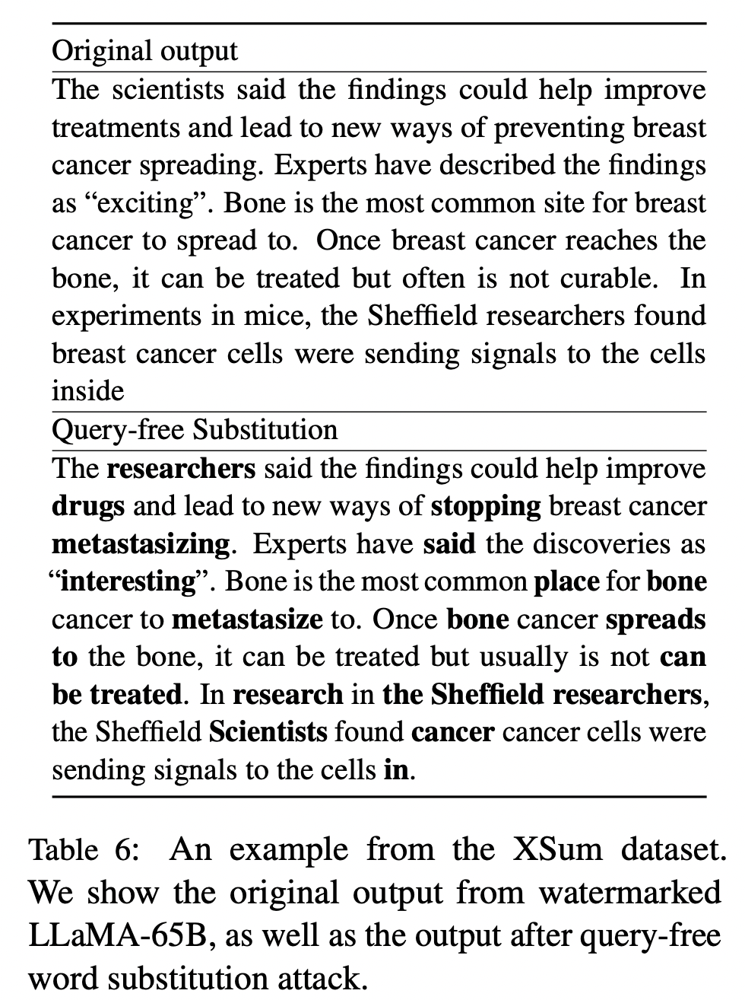 Original output
The scientists said the findings could help improve
treatments and lead to new ways of preventing breast
cancer spreading. Experts have described the findings
as “exciting”. Bone is the most common site for breast
cancer to spread to. Once breast cancer reaches the
bone, it can be treated but often is not curable. In
experiments in mice, the Sheffield researchers found
breast cancer cells were sending signals to the cells
inside
Query-free Substitution
The researchers said the findings could help improve
drugs and lead to new ways of stopping breast cancer
metastasizing. Experts have said the discoveries as
“interesting”. Bone is the most common place for bone
cancer to metastasize to. Once bone cancer spreads
to the bone, it can be treated but usually is not can
be treated. In research in the Sheffield researchers,
the Sheffield Scientists found cancer cancer cells were
sending signals to the cells in.
Table 6: An example from the XSum dataset.
We show the original output from watermarked
LLaMA-65B, as well as the output after query-free
word substitution attack.